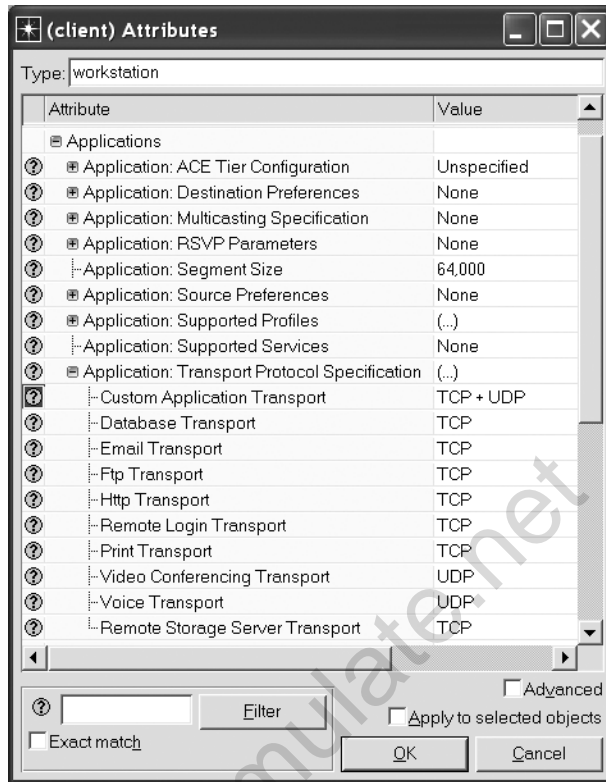 (client) Attributes
Type: workstation
Attribute Value
Applications
Application: ACE Tier Configuration Unspecified
Application: Destination Preferences None
Application: Multicasting Specification None
Application: RSVP Parameters None
Application: Segment Size 64,000
Application: Source Preferences None
Application: Supported Profiles (...)
Application: Supported Services None
Application: Transport Protocol Specification (...)
Custom Application Transport TCP + UDP
Database Transport TCP
Email Transport TCP
Ftp Transport TCP
Http Transport TCP
Remote Login Transport TCP
Print Transport TCP
Video Conferencing Transport UDP
Voice Transport UDP
Remote Storage Server Transport TCP
Advanced
Filter
Apply to selected objects
Exact match
OK Cancel
mulate.net